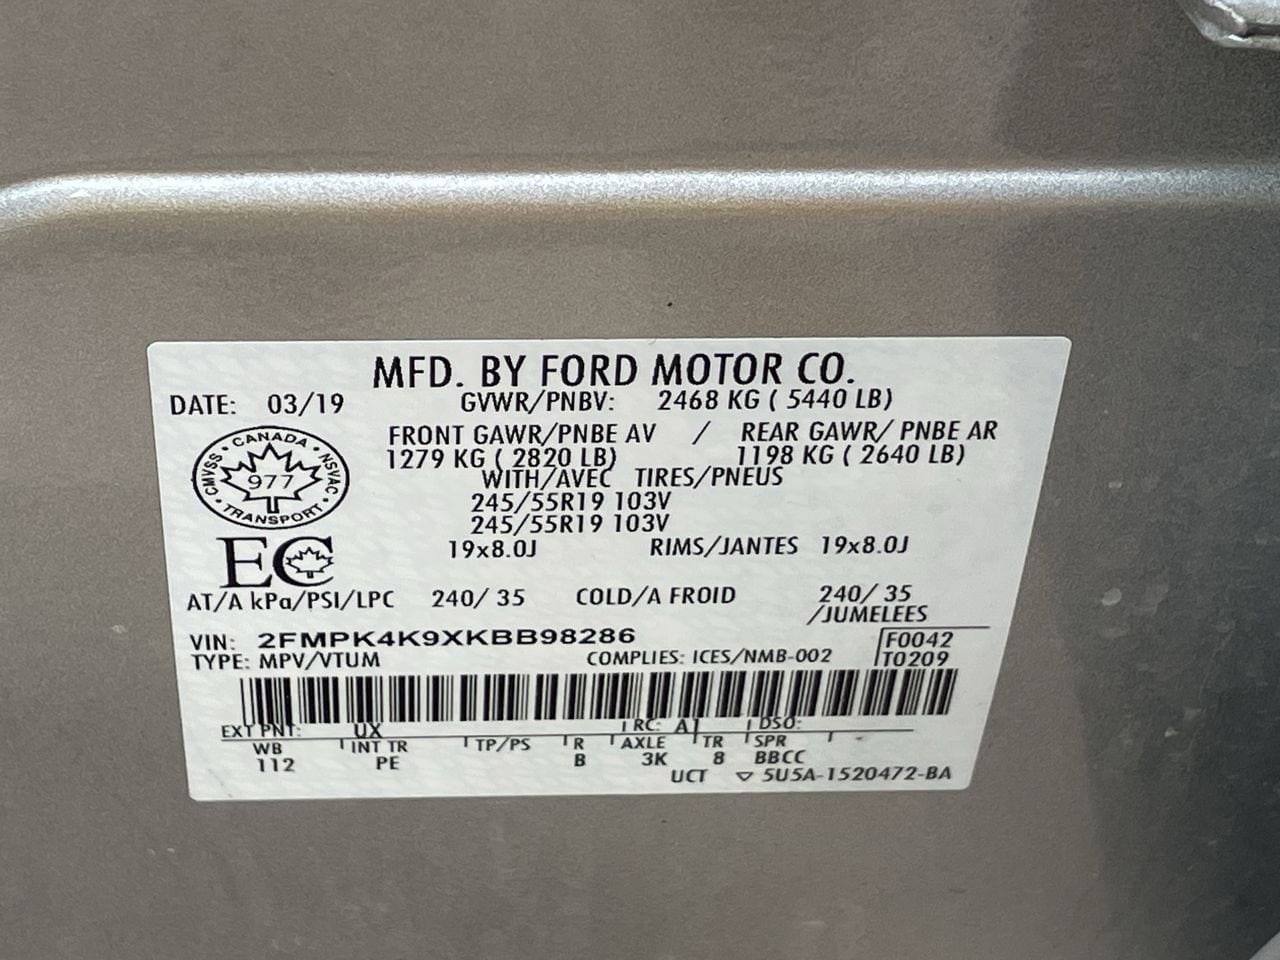 MFD. BY FORD MOTOR CO.
DATE: 03/19 GVWR/PNBV: 2468 KG ( 5440 LB)
FRONT GAWR/PNBE AV / REAR GAWR/ PNBE AR
1279 KG ( 2820 LB) 1198 KG ( 2640 LB)
WITH/AVEC TIRES/PNEUS
245/55R19 103V
245/55R19 103V
19x8.0J RIMS/JANTES 19x8.0J
CANADA
CMVSS 977 NSVAC
TRANSPORT
EC
AT/A kPa/PSI/LPC 240/ 35 COLD/A FROID 240/ 35
/JUMELEES
VIN: 2FMPK4K9XKBB98286 F0042
TYPE: MPV/VTUM COMPLIES: ICES/NMB-002 T0209
EXT PNT: UX RC: A1 DSO:
WB INT TR TP/PS R AXLE TR SPR
112 PE B 3K 8 BBCC
UCT ▽ 5U5A-1520472-BA